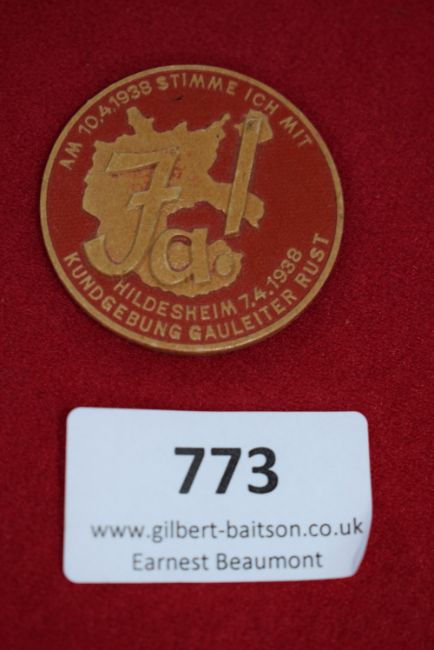 AM 10.4.1938 STIMME ICH MIT
Ja!
HILDESHEIM 7.4.1938
KUNDGEBUNG GAULEITER RUST
773
www.gilbert-baitson.co.uk
Earnest Beaumont